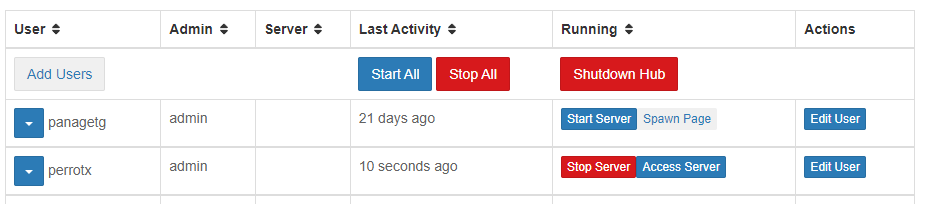 User Admin Server Last Activity Running Actions
Add Users Start All Stop All Shutdown Hub
panagetg admin 21 days ago Start Server Spawn Page Edit User
perrotx admin 10 seconds ago Stop Server Access Server Edit User